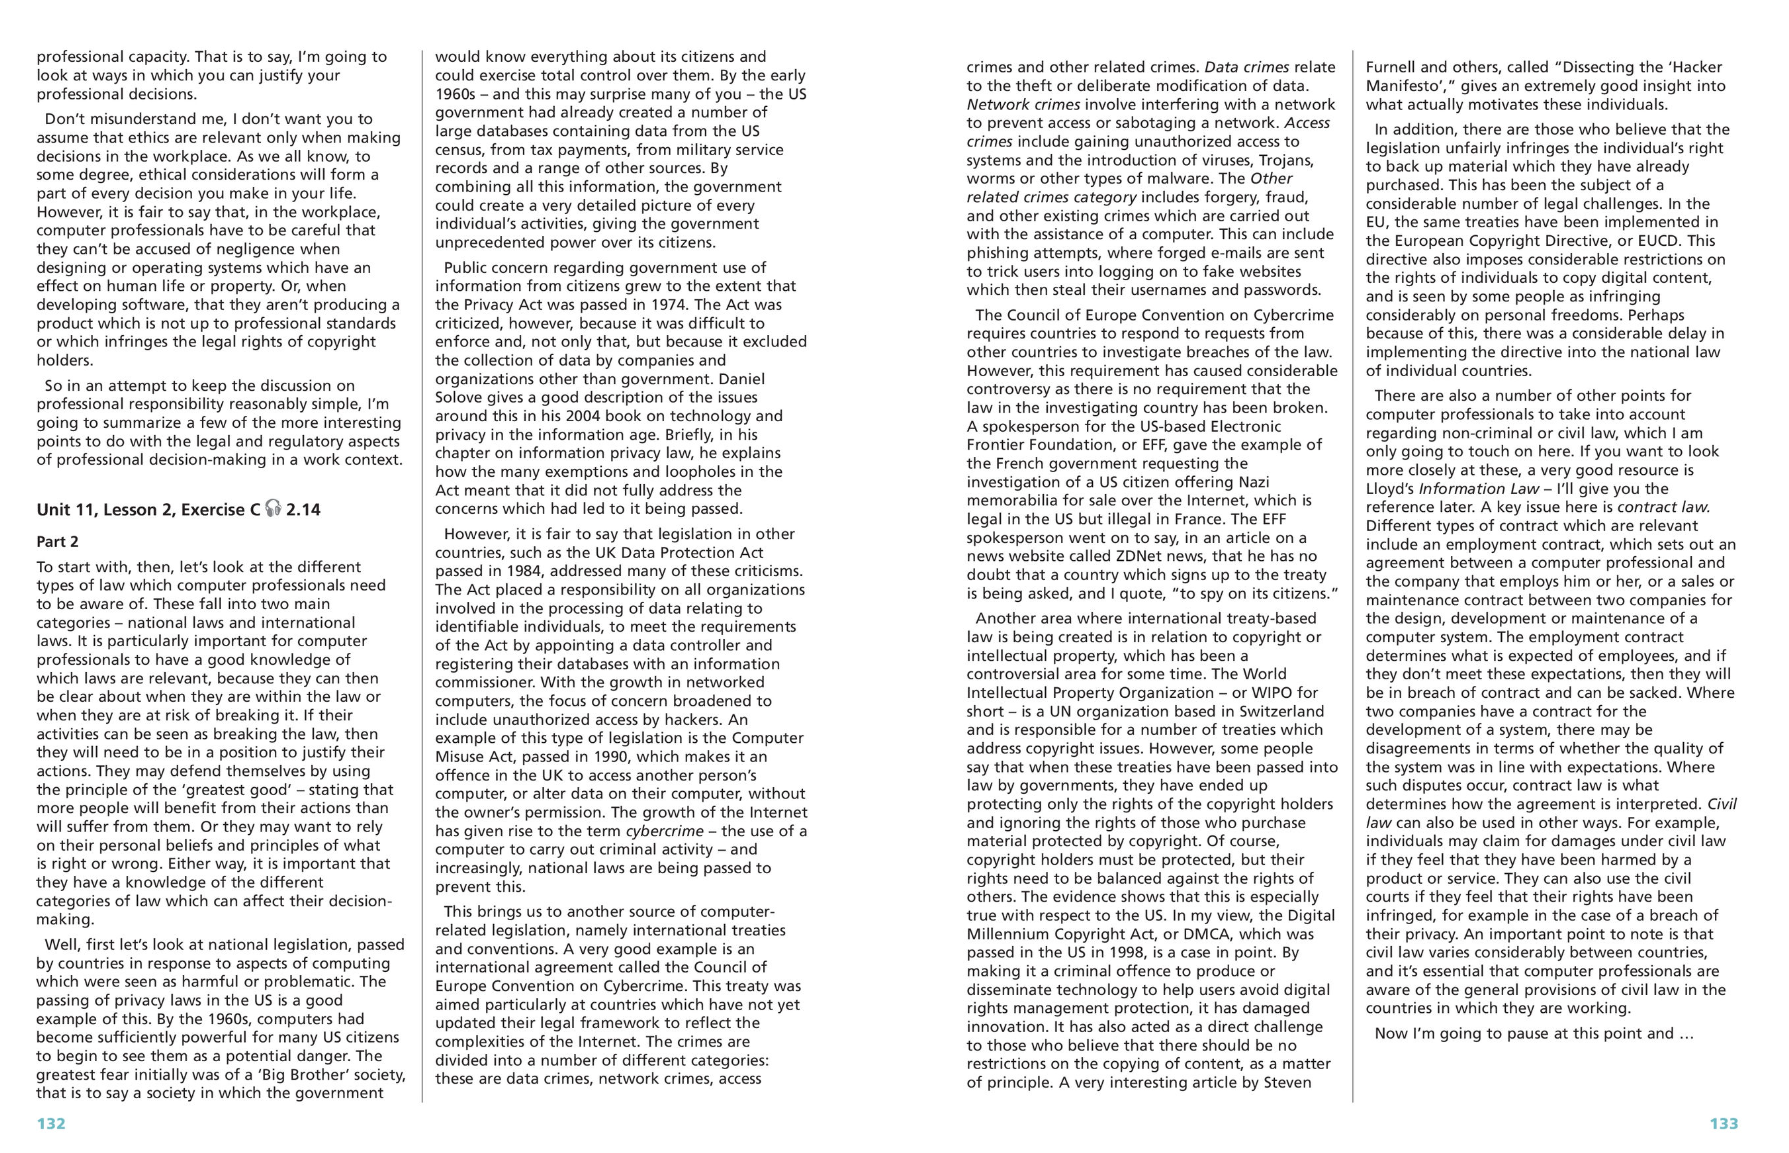 professional capacity. That is to say, I’m going to
look at ways in which you can justify your
professional decisions.
Don’t misunderstand me, I don’t want you to
assume that ethics are relevant only when making
decisions in the workplace. As we all know, to
some degree, ethical considerations will form a
part of every decision you make in your life.
However, it is fair to say that, in the workplace,
computer professionals have to be careful that
they can’t be accused of negligence when
designing or operating systems which have an
effect on human life or property. Or, when
developing software, that they aren’t producing a
product which is not up to professional standards
or which infringes the legal rights of copyright
holders.
So in an attempt to keep the discussion on
professional responsibility reasonably simple, I’m
going to summarize a few of the more interesting
points to do with the legal and regulatory aspects
of professional decision-making in a work context.
Unit 11, Lesson 2, Exercise C 2.14
Part 2
To start with, then, let’s look at the different
types of law which computer professionals need
to be aware of. These fall into two main
categories – national laws and international
laws. It is particularly important for computer
professionals to have a good knowledge of
which laws are relevant, because they can then
be clear about when they are within the law or
when they are at risk of breaking it. If their
activities can be seen as breaking the law, then
they will need to be in a position to justify their
actions. They may defend themselves by using
the principle of the ‘greatest good’ – stating that
more people will benefit from their actions than
will suffer from them. Or they may want to rely
on their personal beliefs and principles of what
is right or wrong. Either way, it is important that
they have a knowledge of the different
categories of law which can affect their decision-
making.
Well, first let’s look at national legislation, passed
by countries in response to aspects of computing
which were seen as harmful or problematic. The
passing of privacy laws in the US is a good
example of this. By the 1960s, computers had
become sufficiently powerful for many US citizens
to begin to see them as a potential danger. The
greatest fear initially was of a ‘Big Brother’ society,
that is to say a society in which the government
would know everything about its citizens and
could exercise total control over them. By the early
1960s – and this may surprise many of you – the US
government had already created a number of
large databases containing data from the US
census, from tax payments, from military service
records and a range of other sources. By
combining all this information, the government
could create a very detailed picture of every
individual’s activities, giving the government
unprecedented power over its citizens.
Public concern regarding government use of
information from citizens grew to the extent that
the Privacy Act was passed in 1974. The Act was
criticized, however, because it was difficult to
enforce and, not only that, but because it excluded
the collection of data by companies and
organizations other than government. Daniel
Solove gives a good description of the issues
around this in his 2004 book on technology and
privacy in the information age. Briefly, in his
chapter on information privacy law, he explains
how the many exemptions and loopholes in the
Act meant that it did not fully address the
concerns which had led to it being passed.
However, it is fair to say that legislation in other
countries, such as the UK Data Protection Act
passed in 1984, addressed many of these criticisms.
The Act placed a responsibility on all organizations
involved in the processing of data relating to
identifiable individuals, to meet the requirements
of the Act by appointing a data controller and
registering their databases with an information
commissioner. With the growth in networked
computers, the focus of concern broadened to
include unauthorized access by hackers. An
example of this type of legislation is the Computer
Misuse Act, passed in 1990, which makes it an
offence in the UK to access another person’s
computer, or alter data on their computer, without
the owner’s permission. The growth of the Internet
has given rise to the term cybercrime – the use of a
computer to carry out criminal activity – and
increasingly, national laws are being passed to
prevent this.
This brings us to another source of computer-
related legislation, namely international treaties
and conventions. A very good example is an
international agreement called the Council of
Europe Convention on Cybercrime. This treaty was
aimed particularly at countries which have not yet
updated their legal framework to reflect the
complexities of the Internet. The crimes are
divided into a number of different categories:
these are data crimes, network crimes, access
132
crimes and other related crimes. Data crimes relate
to the theft or deliberate modification of data.
Network crimes involve interfering with a network
to prevent access or sabotaging a network. Access
crimes include gaining unauthorized access to
systems and the introduction of viruses, Trojans,
worms or other types of malware. The Other
related crimes category includes forgery, fraud,
and other existing crimes which are carried out
with the assistance of a computer. This can include
phishing attempts, where forged e-mails are sent
to trick users into logging on to fake websites
which then steal their usernames and passwords.
The Council of Europe Convention on Cybercrime
requires countries to respond to requests from
other countries to investigate breaches of the law.
However, this requirement has caused considerable
controversy as there is no requirement that the
law in the investigating country has been broken.
A spokesperson for the US-based Electronic
Frontier Foundation, or EFF, gave the example of
the French government requesting the
investigation of a US citizen offering Nazi
memorabilia for sale over the Internet, which is
legal in the US but illegal in France. The EFF
spokesperson went on to say, in an article on a
news website called ZDNet news, that he has no
doubt that a country which signs up to the treaty
is being asked, and I quote, “to spy on its citizens.”
Another area where international treaty-based
law is being created is in relation to copyright or
intellectual property, which has been a
controversial area for some time. The World
Intellectual Property Organization – or WIPO for
short – is a UN organization based in Switzerland
and is responsible for a number of treaties which
address copyright issues. However, some people
say that when these treaties have been passed into
law by governments, they have ended up
protecting only the rights of the copyright holders
and ignoring the rights of those who purchase
material protected by copyright. Of course,
copyright holders must be protected, but their
rights need to be balanced against the rights of
others. The evidence shows that this is especially
true with respect to the US. In my view, the Digital
Millennium Copyright Act, or DMCA, which was
passed in the US in 1998, is a case in point. By
making it a criminal offence to produce or
disseminate technology to help users avoid digital
rights management protection, it has damaged
innovation. It has also acted as a direct challenge
to those who believe that there should be no
restrictions on the copying of content, as a matter
of principle. A very interesting article by Steven
Furnell and others, called “Dissecting the ‘Hacker
Manifesto’,” gives an extremely good insight into
what actually motivates these individuals.
In addition, there are those who believe that the
legislation unfairly infringes the individual’s right
to back up material which they have already
purchased. This has been the subject of a
considerable number of legal challenges. In the
EU, the same treaties have been implemented in
the European Copyright Directive, or EUCD. This
directive also imposes considerable restrictions on
the rights of individuals to copy digital content,
and is seen by some people as infringing
considerably on personal freedoms. Perhaps
because of this, there was a considerable delay in
implementing the directive into the national law
of individual countries.
There are also a number of other points for
computer professionals to take into account
regarding non-criminal or civil law, which I am
only going to touch on here. If you want to look
more closely at these, a very good resource is
Lloyd’s Information Law – I’ll give you the
reference later. A key issue here is contract law.
Different types of contract which are relevant
include an employment contract, which sets out an
agreement between a computer professional and
the company that employs him or her, or a sales or
maintenance contract between two companies for
the design, development or maintenance of a
computer system. The employment contract
determines what is expected of employees, and if
they don’t meet these expectations, then they will
be in breach of contract and can be sacked. Where
two companies have a contract for the
development of a system, there may be
disagreements in terms of whether the quality of
the system was in line with expectations. Where
such disputes occur, contract law is what
determines how the agreement is interpreted. Civil
law can also be used in other ways. For example,
individuals may claim for damages under civil law
if they feel that they have been harmed by a
product or service. They can also use the civil
courts if they feel that their rights have been
infringed, for example in the case of a breach of
their privacy. An important point to note is that
civil law varies considerably between countries,
and it’s essential that computer professionals are
aware of the general provisions of civil law in the
countries in which they are working.
Now I’m going to pause at this point and …
133